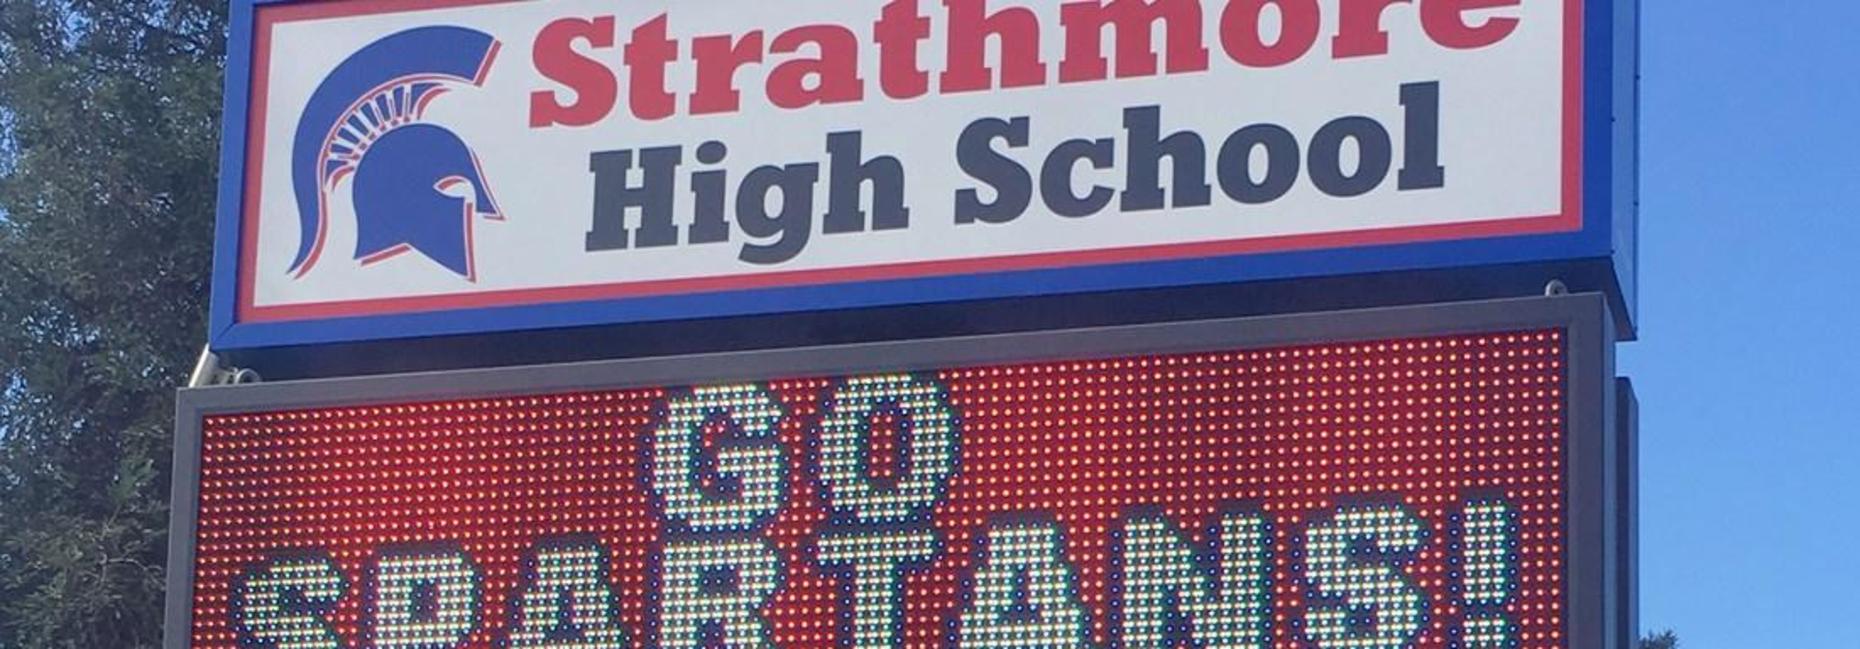 Strathmore
High School
GO
SPARTANS!